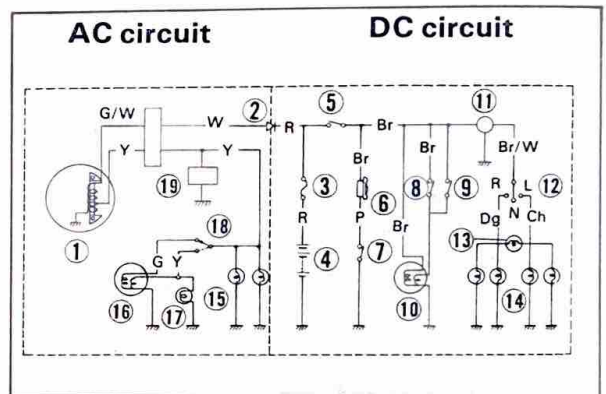 AC circuit DC circuit
5 11
G/W 2
W R Br
Y Y Br Br Br/W
19 3 8 9 R L 12
6 N
1 18 R P Dg Ch
G Y 4 7 Br 13
16 17 15 10 14